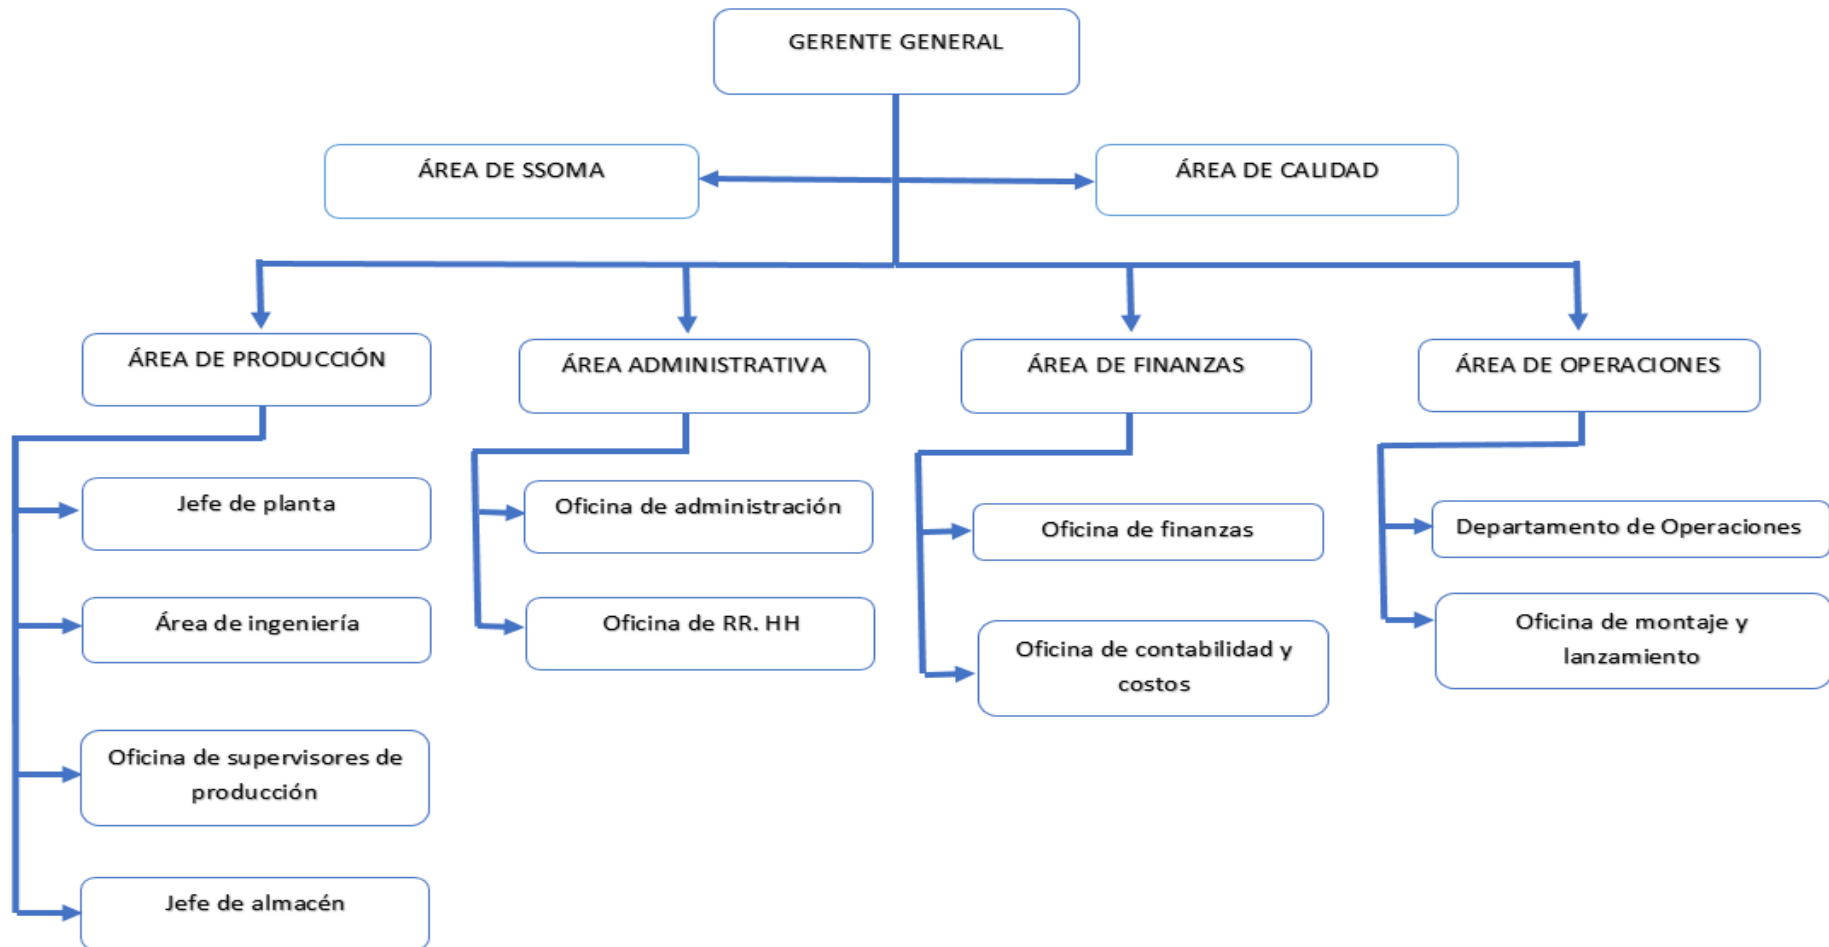 GERENTE GENERAL
ÁREA DE SSOMA
ÁREA DE CALIDAD
ÁREA DE PRODUCCIÓN
ÁREA ADMINISTRATIVA
ÁREA DE FINANZAS
ÁREA DE OPERACIONES
Jefe de planta
Área de ingeniería
Oficina de supervisores de
producción
Jefe de almacén
Oficina de administración
Oficina de RR. HH
Oficina de finanzas
Oficina de contabilidad y
costos
Departamento de Operaciones
Oficina de montaje y
lanzamiento